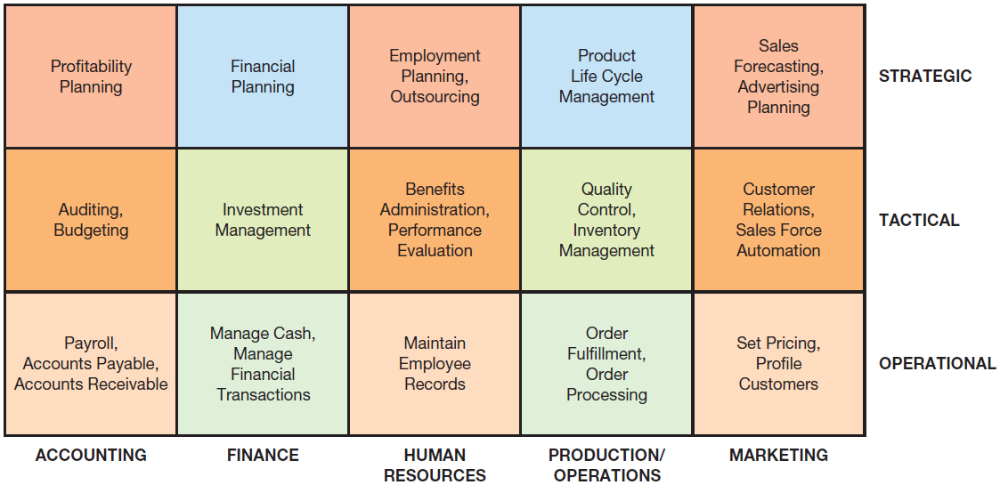 Profitability
Planning
Financial
Planning
Employment
Planning,
Outsourcing
Product
Life Cycle
Management
Sales
Forecasting,
Advertising
Planning
STRATEGIC
Auditing,
Budgeting
Investment
Management
Benefits
Administration,
Performance
Evaluation
Quality
Control,
Inventory
Management
Customer
Relations,
Sales Force
Automation
TACTICAL
Payroll,
Accounts Payable,
Accounts Receivable
Manage Cash,
Manage
Financial
Transactions
Maintain
Employee
Records
Order
Fulfillment,
Order
Processing
Set Pricing,
Profile
Customers
OPERATIONAL
ACCOUNTING
FINANCE
HUMAN
RESOURCES
PRODUCTION/
OPERATIONS
MARKETING